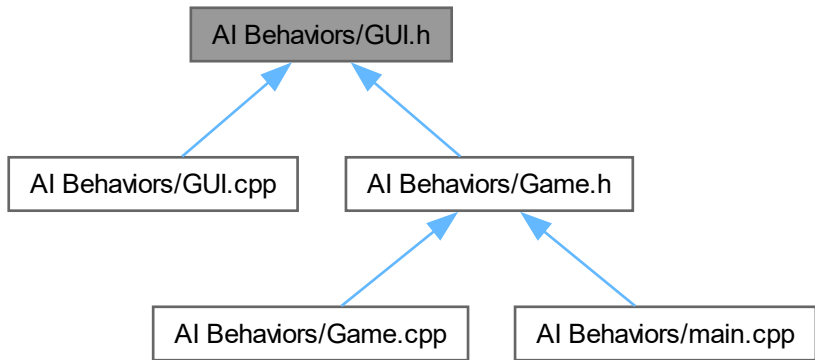 AI Behaviors/GUI.h
AI Behaviors/GUI.cpp
AI Behaviors/Game.h
AI Behaviors/Game.cpp
AI Behaviors/main.cpp